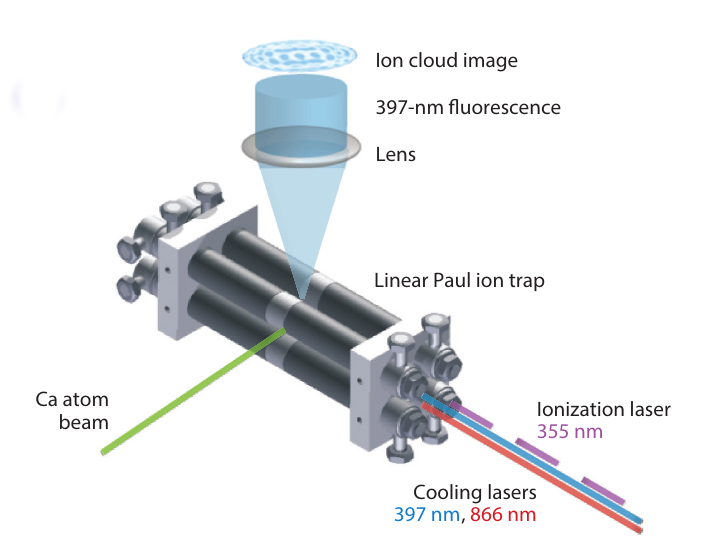 Ion cloud image
397-nm fluorescence
Lens
Linear Paul ion trap
Ca atom
beam
Ionization laser
355 nm
Cooling lasers
397 nm, 866 nm